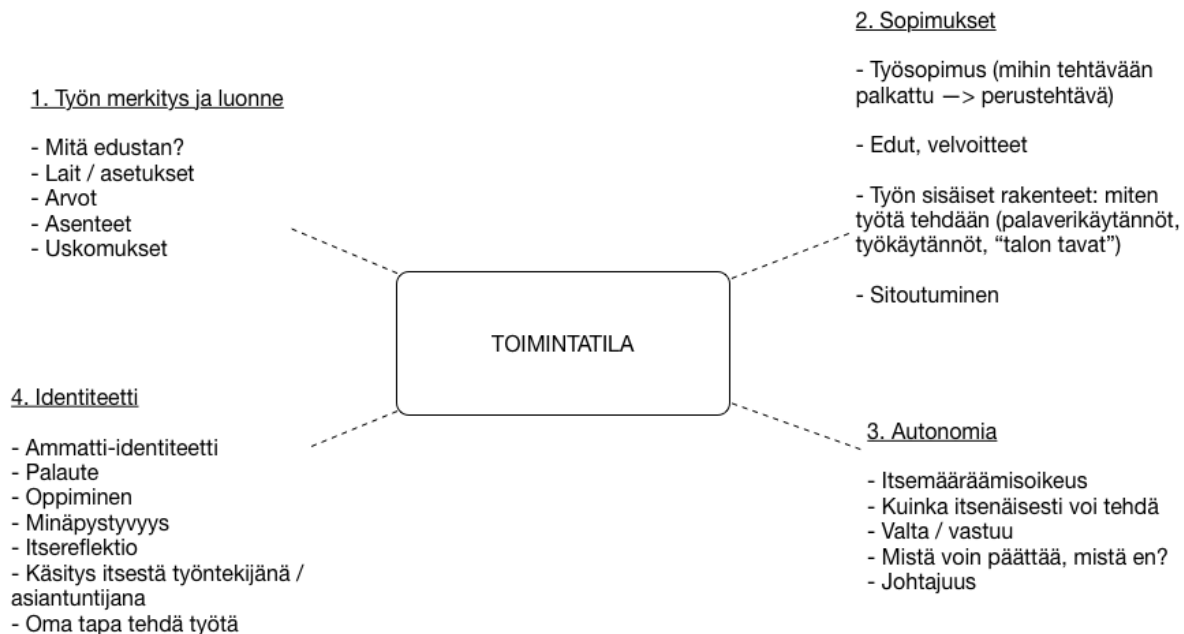 1. Työn merkitys ja luonne
- Mitä edustan?
- Lait / asetukset
- Arvot
- Asenteet
- Uskomukset
2. Sopimukset
- Työsopimus (mihin tehtävään
palkattu —> perustehtävä)
- Edut, velvoitteet
- Työn sisäiset rakenteet: miten
työtä tehdään (palaverikäytännöt,
työkäytännöt, “talon tavat”)
- Sitoutuminen
TOIMINTATILA
3. Autonomia
- Itsemääräämisoikeus
- Kuinka itsenäisesti voi tehdä
- Valta / vastuu
- Mistä voin päättää, mistä en?
- Johtajuus
4. Identiteetti
- Ammatti-identiteetti
- Palaute
- Oppiminen
- Minäpystyvyys
- Itsereflektio
- Käsitys itsestä työntekijänä /
asiantuntijana
- Oma tapa tehdä työtä